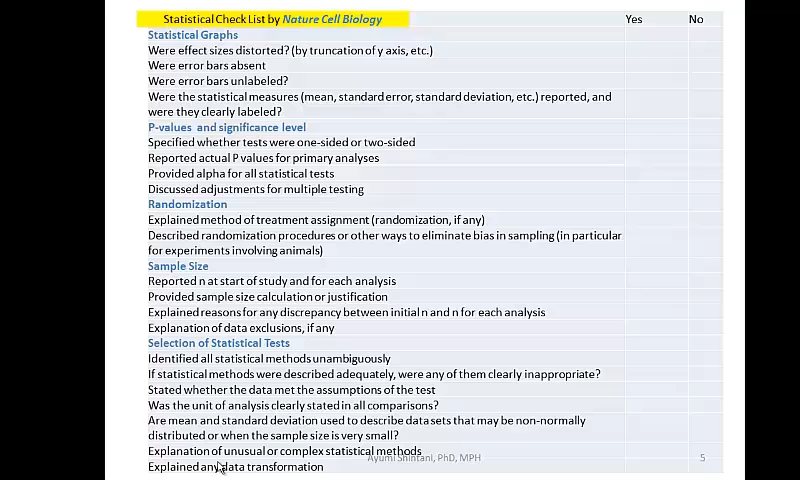 Statistical Check List by Nature Cell Biology Yes No
Statistical Graphs
Were effect sizes distorted? (by truncation of y axis, etc.)
Were error bars absent
Were error bars unlabeled?
Were the statistical measures (mean, standard error, standard deviation, etc.) reported, and
were they clearly labeled?
P-values and significance level
Specified whether tests were one-sided or two-sided
Reported actual P values for primary analyses
Provided alpha for all statistical tests
Discussed adjustments for multiple testing
Randomization
Explained method of treatment assignment (randomization, if any)
Described randomization procedures or other ways to eliminate bias in sampling (in particular
for experiments involving animals)
Sample Size
Reported n at start of study and for each analysis
Provided sample size calculation or justification
Explained reasons for any discrepancy between initial n and n for each analysis
Explanation of data exclusions, if any
Selection of Statistical Tests
Identified all statistical methods unambiguously
If statistical methods were described adequately, were any of them clearly inappropriate?
Stated whether the data met the assumptions of the test
Was the unit of analysis clearly stated in all comparisons?
Are mean and standard deviation used to describe data sets that may be non-normally
distributed or when the sample size is very small?
Explanation of unusual or complex statistical methods
Ayumi Shintani, PhD, MPH 5
Explained any data transformation